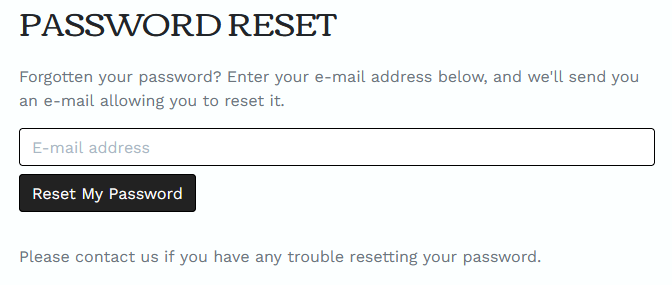 PASSWORD RESET
Forgotten your password? Enter your e-mail address below, and we'll send you
an e-mail allowing you to reset it.
E-mail address
Reset My Password
Please contact us if you have any trouble resetting your password.